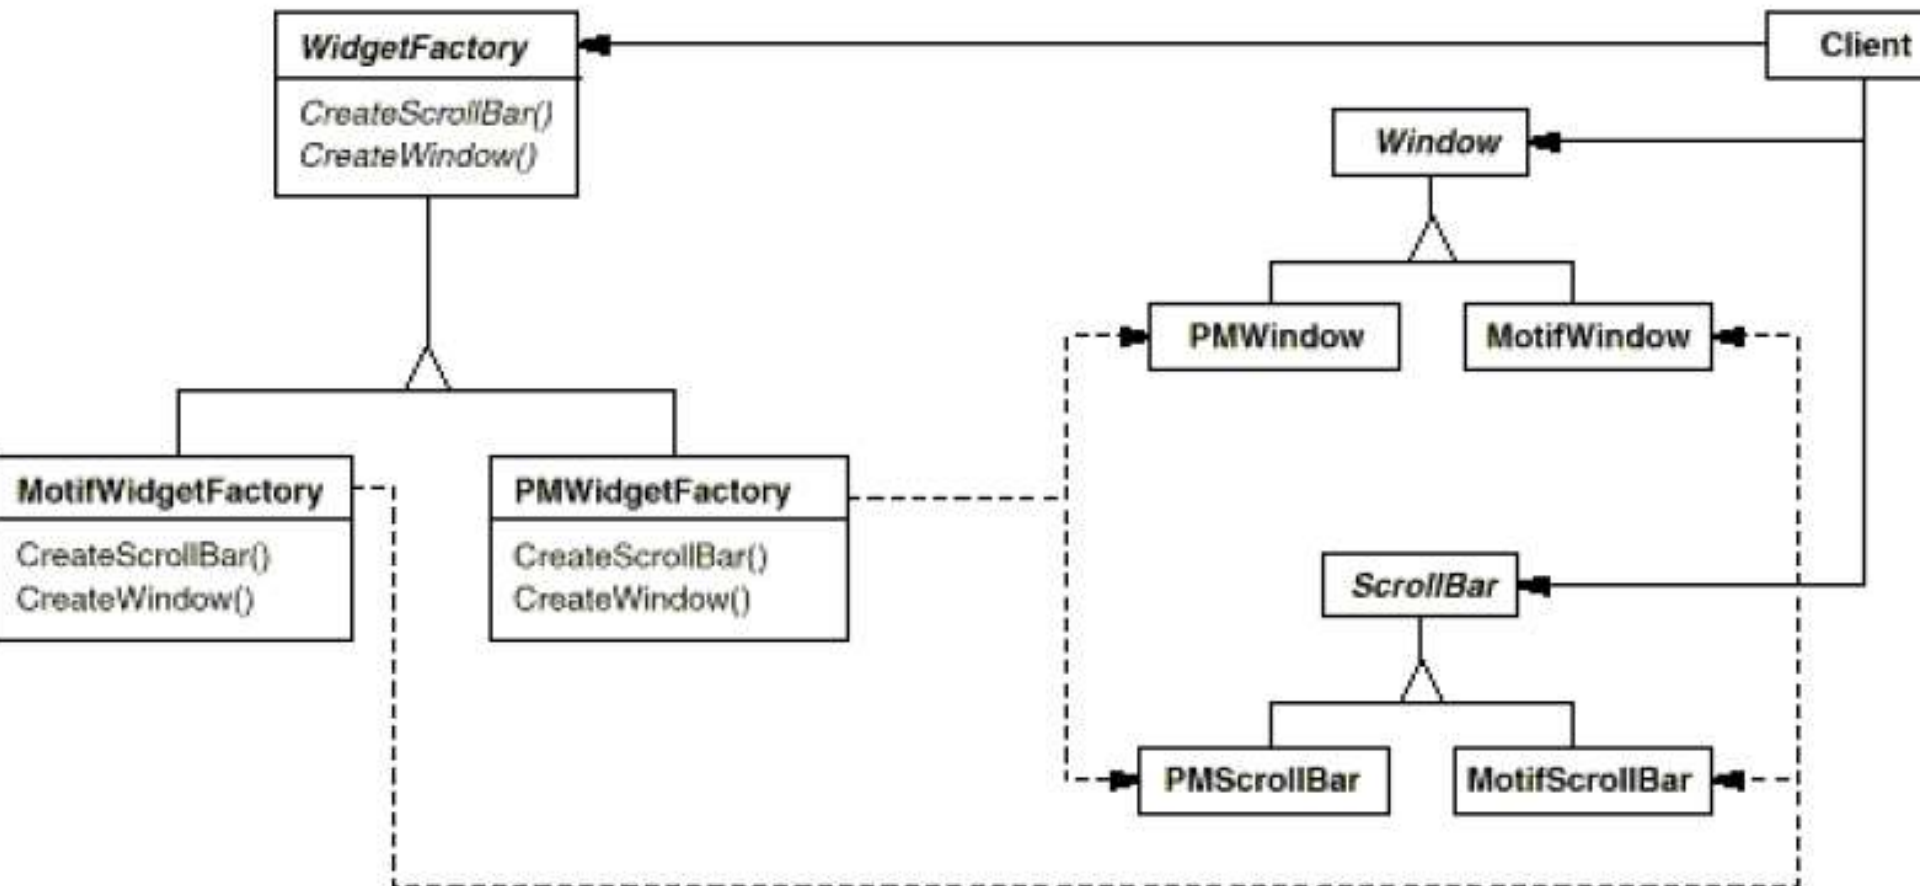 WidgetFactory
CreateScrollBar()
CreateWindow()
Client
Window
PMWindow
MotifWindow
MotifWidgetFactory
CreateScrollBar()
CreateWindow()
PMWidgetFactory
CreateScrollBar()
CreateWindow()
ScrollBar
PMScrollBar
MotifScrollBar